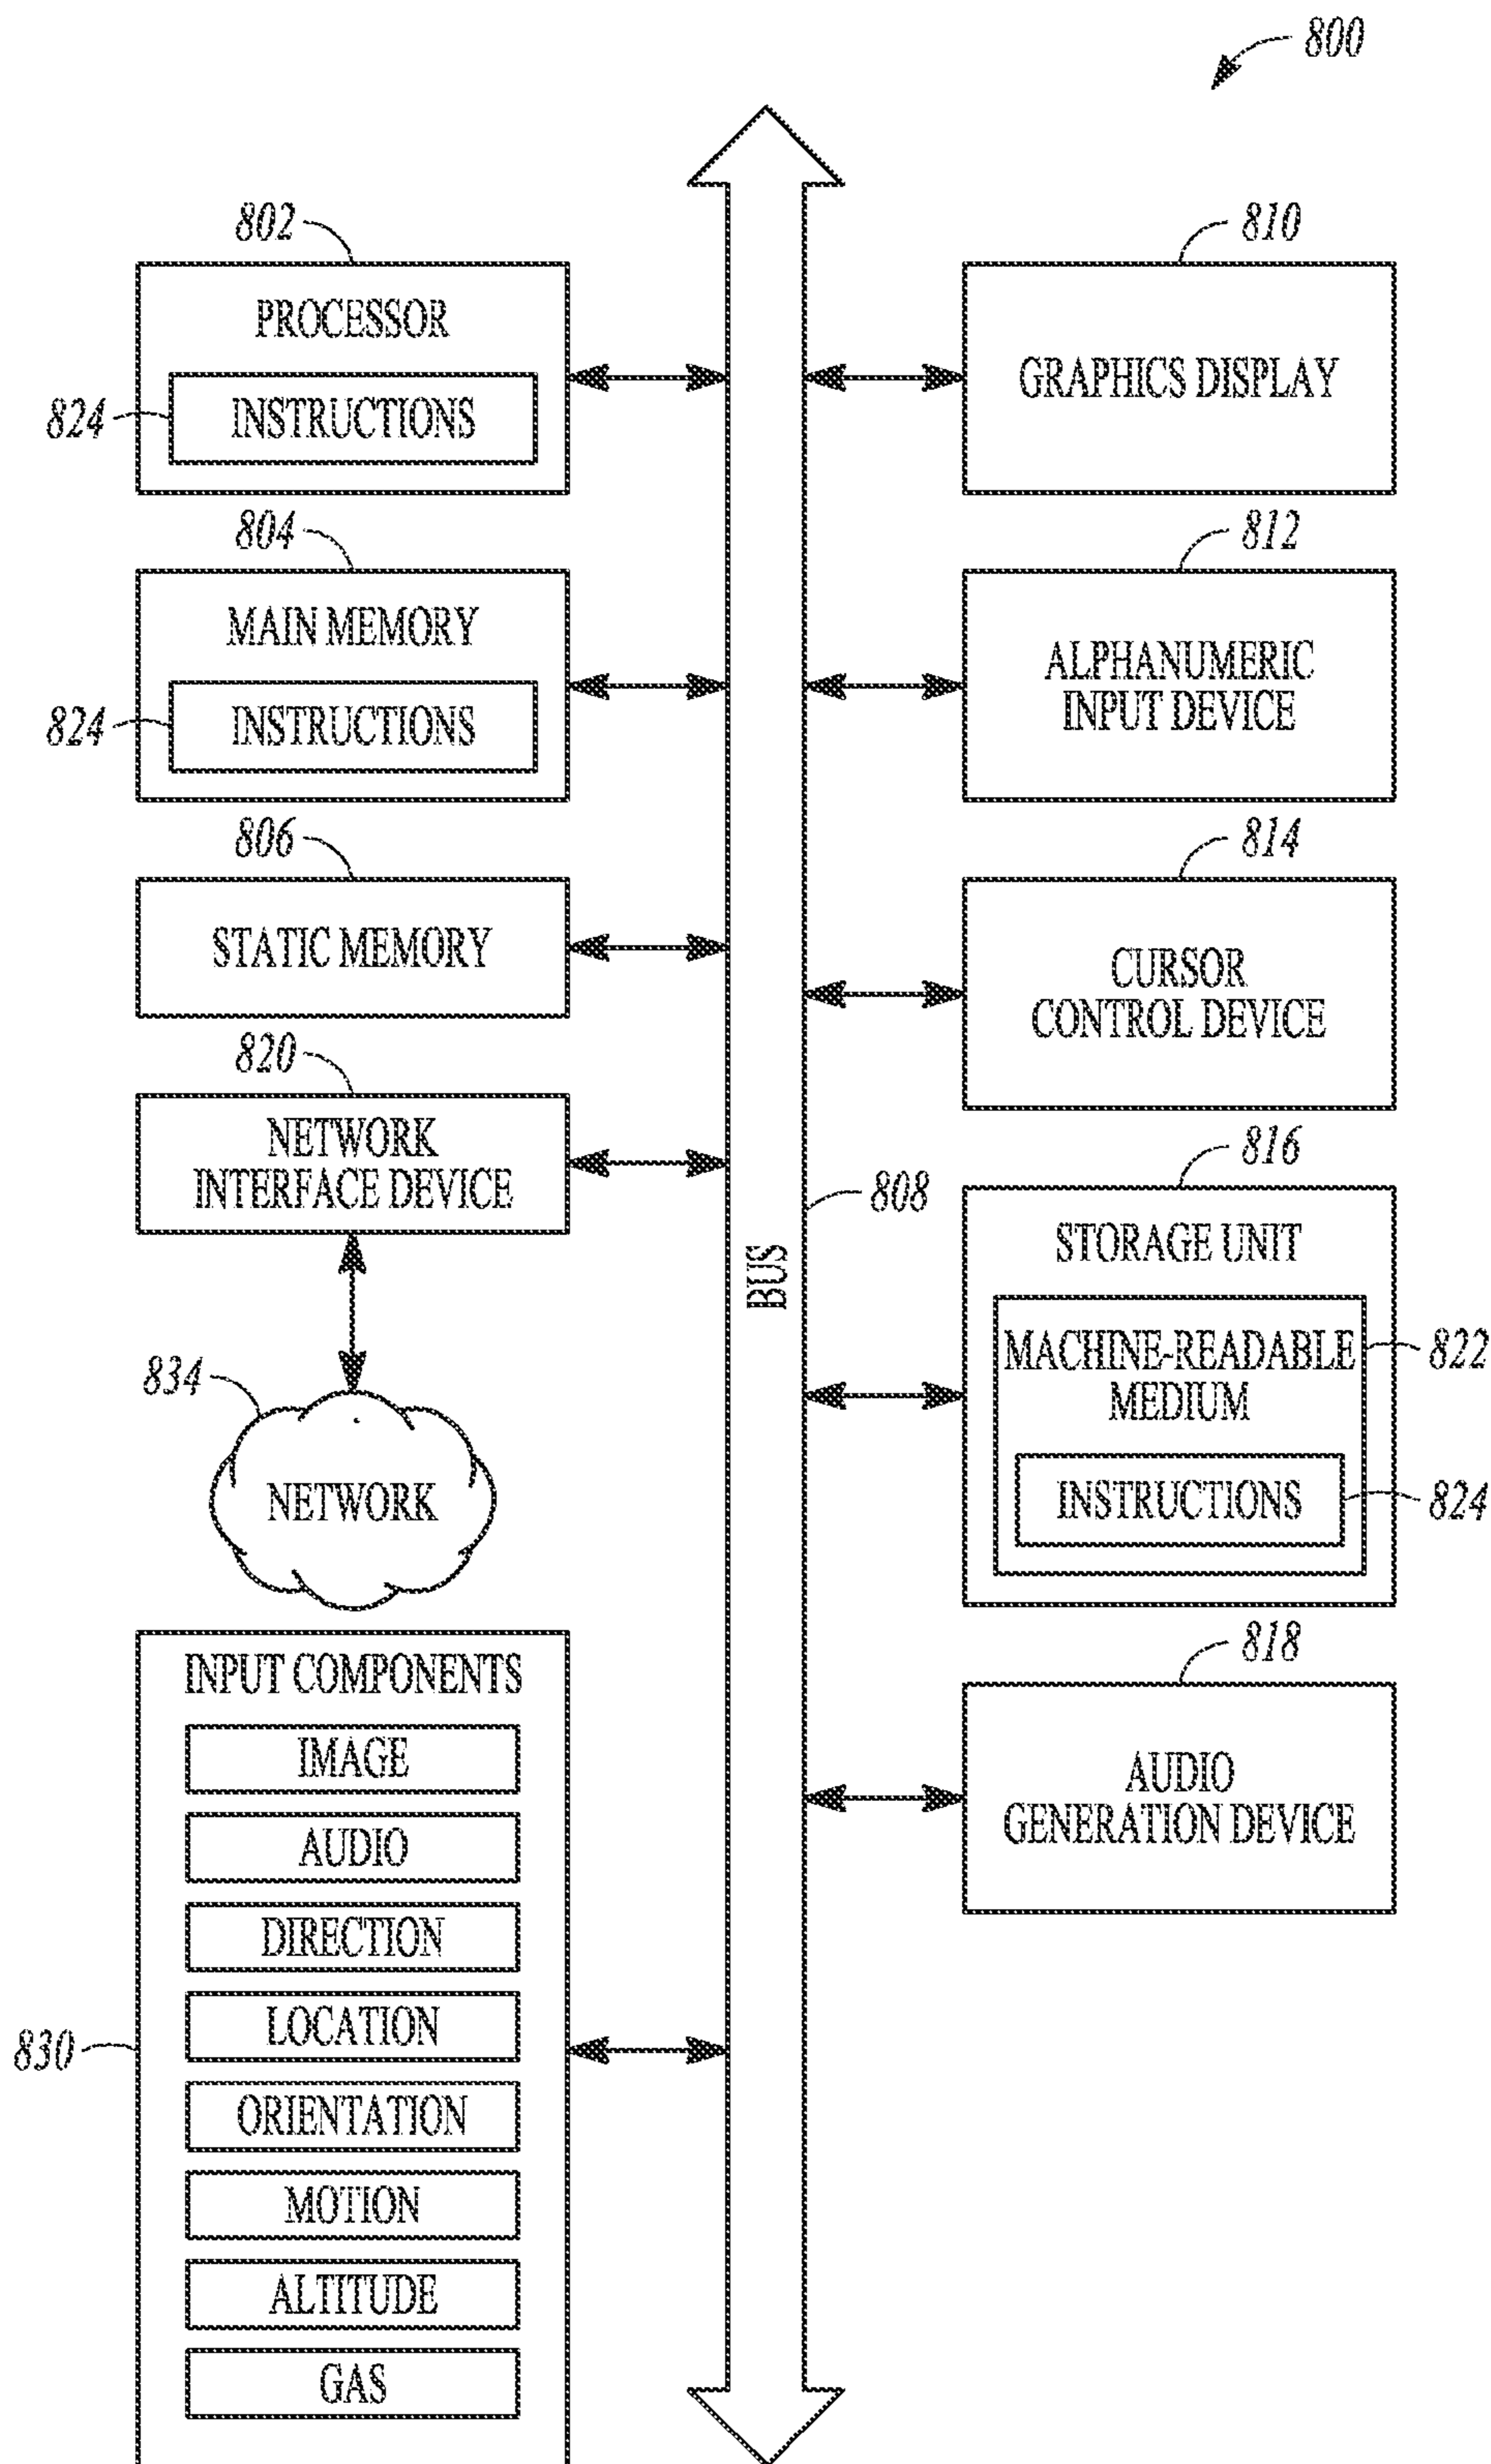 800
802
PROCESSOR
824
INSTRUCTIONS
804
MAIN MEMORY
824
INSTRUCTIONS
806
STATIC MEMORY
820
NETWORK
INTERFACE DEVICE
834
NETWORK
830
INPUT COMPONENTS
IMAGE
AUDIO
DIRECTION
LOCATION
ORIENTATION
MOTION
ALTITUDE
GAS
BUS
808
810
GRAPHICS DISPLAY
812
ALPHANUMERIC
INPUT DEVICE
814
CURSOR
CONTROL DEVICE
816
STORAGE UNIT
MACHINE-READABLE
MEDIUM
822
INSTRUCTIONS
824
818
AUDIO
GENERATION DEVICE